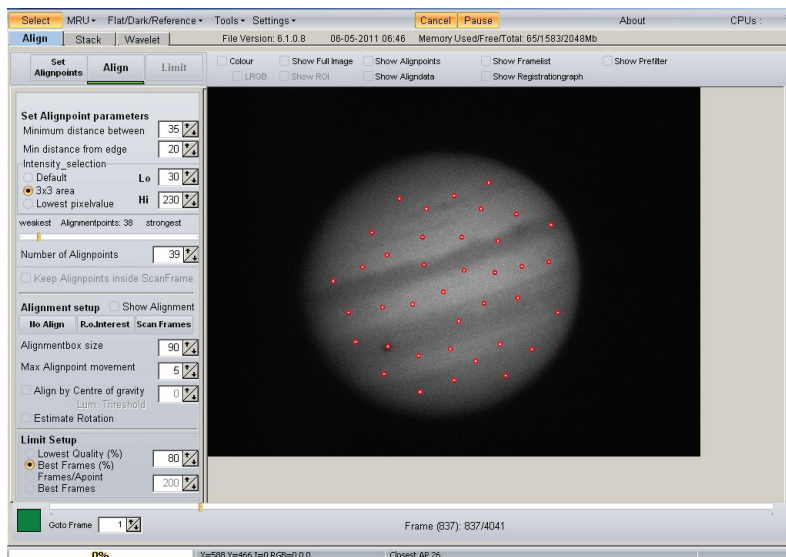 Select MRU Flat/Dark/Reference Tools Settings Cancel Pause About CPUs :
Align Stack Wavelet File Version: 6.1.0.8 06-05-2011 06:46 Memory Used/Free/Total: 65/1583/2048Mb
Set Alignpoints Align Limit
Colour Show Full Image Show Alignpoints Show Framelist Show Prefilter
LRGB Show ROI Show Aligndata Show Registrationgraph
Set Alignpoint parameters
Minimum distance between 35
Min distance from edge 20
Intensity_selection
Default Lo 30
3x3 area
Lowest pixelvalue Hi 230
weakest Alignmentpoints: 38 strongest
Number of Alignpoints 39
Keep Alignpoints inside ScanFrame
Alignment setup Show Alignment
No Align R.o.Interest Scan Frames
Alignmentbox size 90
Max Alignpoint movement 5
Align by Centre of gravity 0
Lum. Threshold
Estimate Rotation
Limit Setup
Lowest Quality (%)
Best Frames (%) 80
Frames/Apoint
Best Frames 200
Goto Frame 1 Frame (837): 837/4041
0% X=588 Y=466 I=0 RGB=0,0,0 Closest AP 26